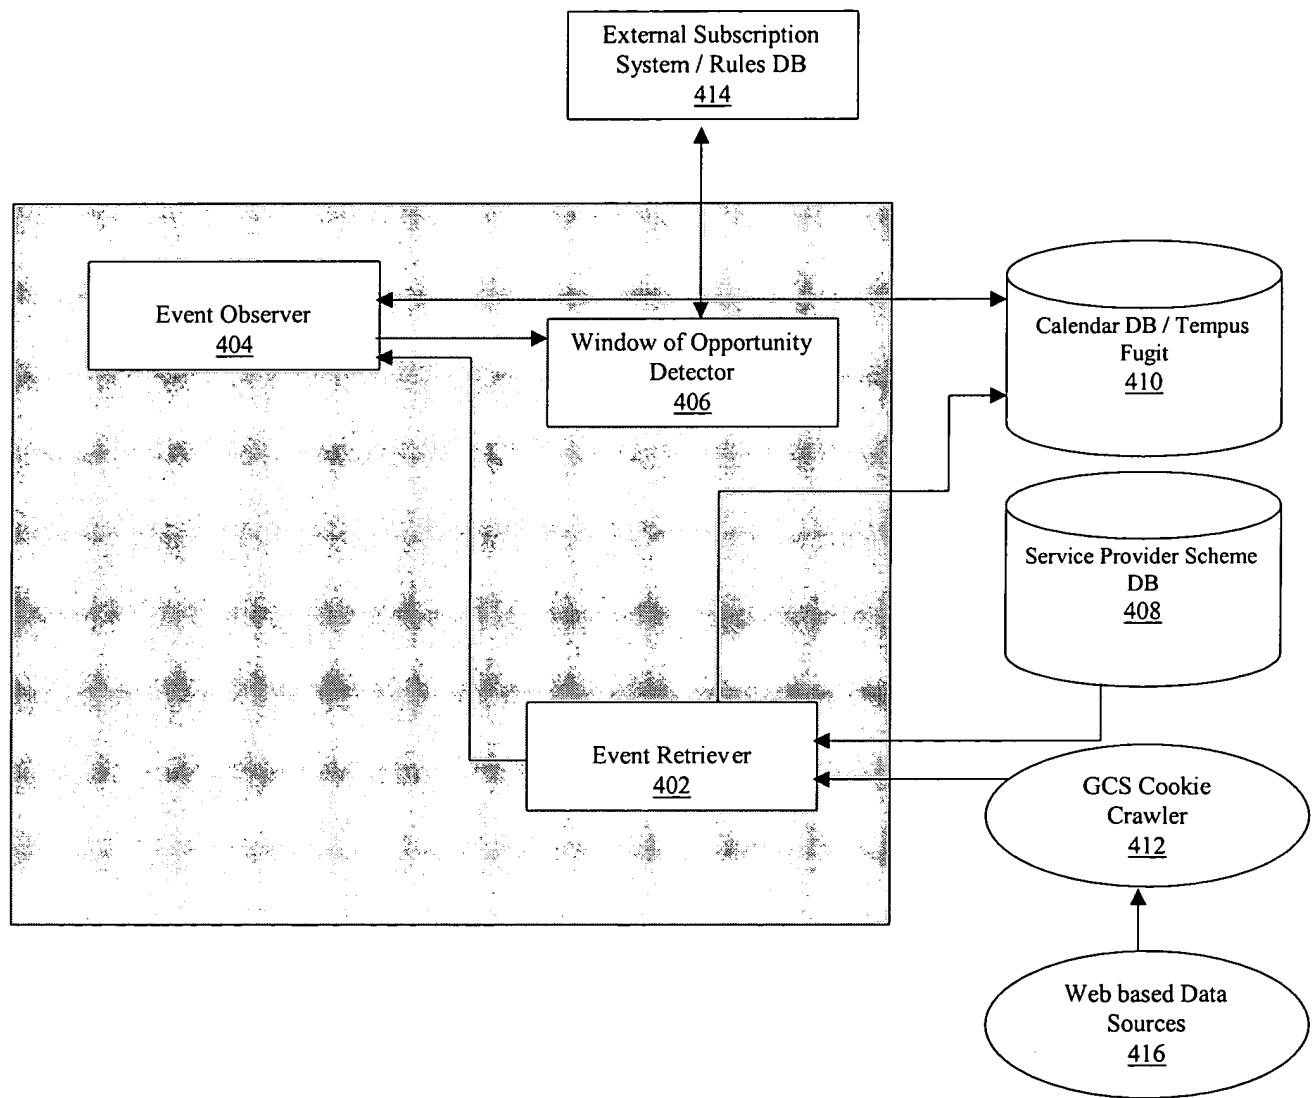 External Subscription
System / Rules DB
414
Event Observer
404
Window of Opportunity
Detector
406
Calendar DB / Tempus
Fugit
410
Service Provider Scheme
DB
408
Event Retriever
402
GCS Cookie
Crawler
412
Web based Data
Sources
416